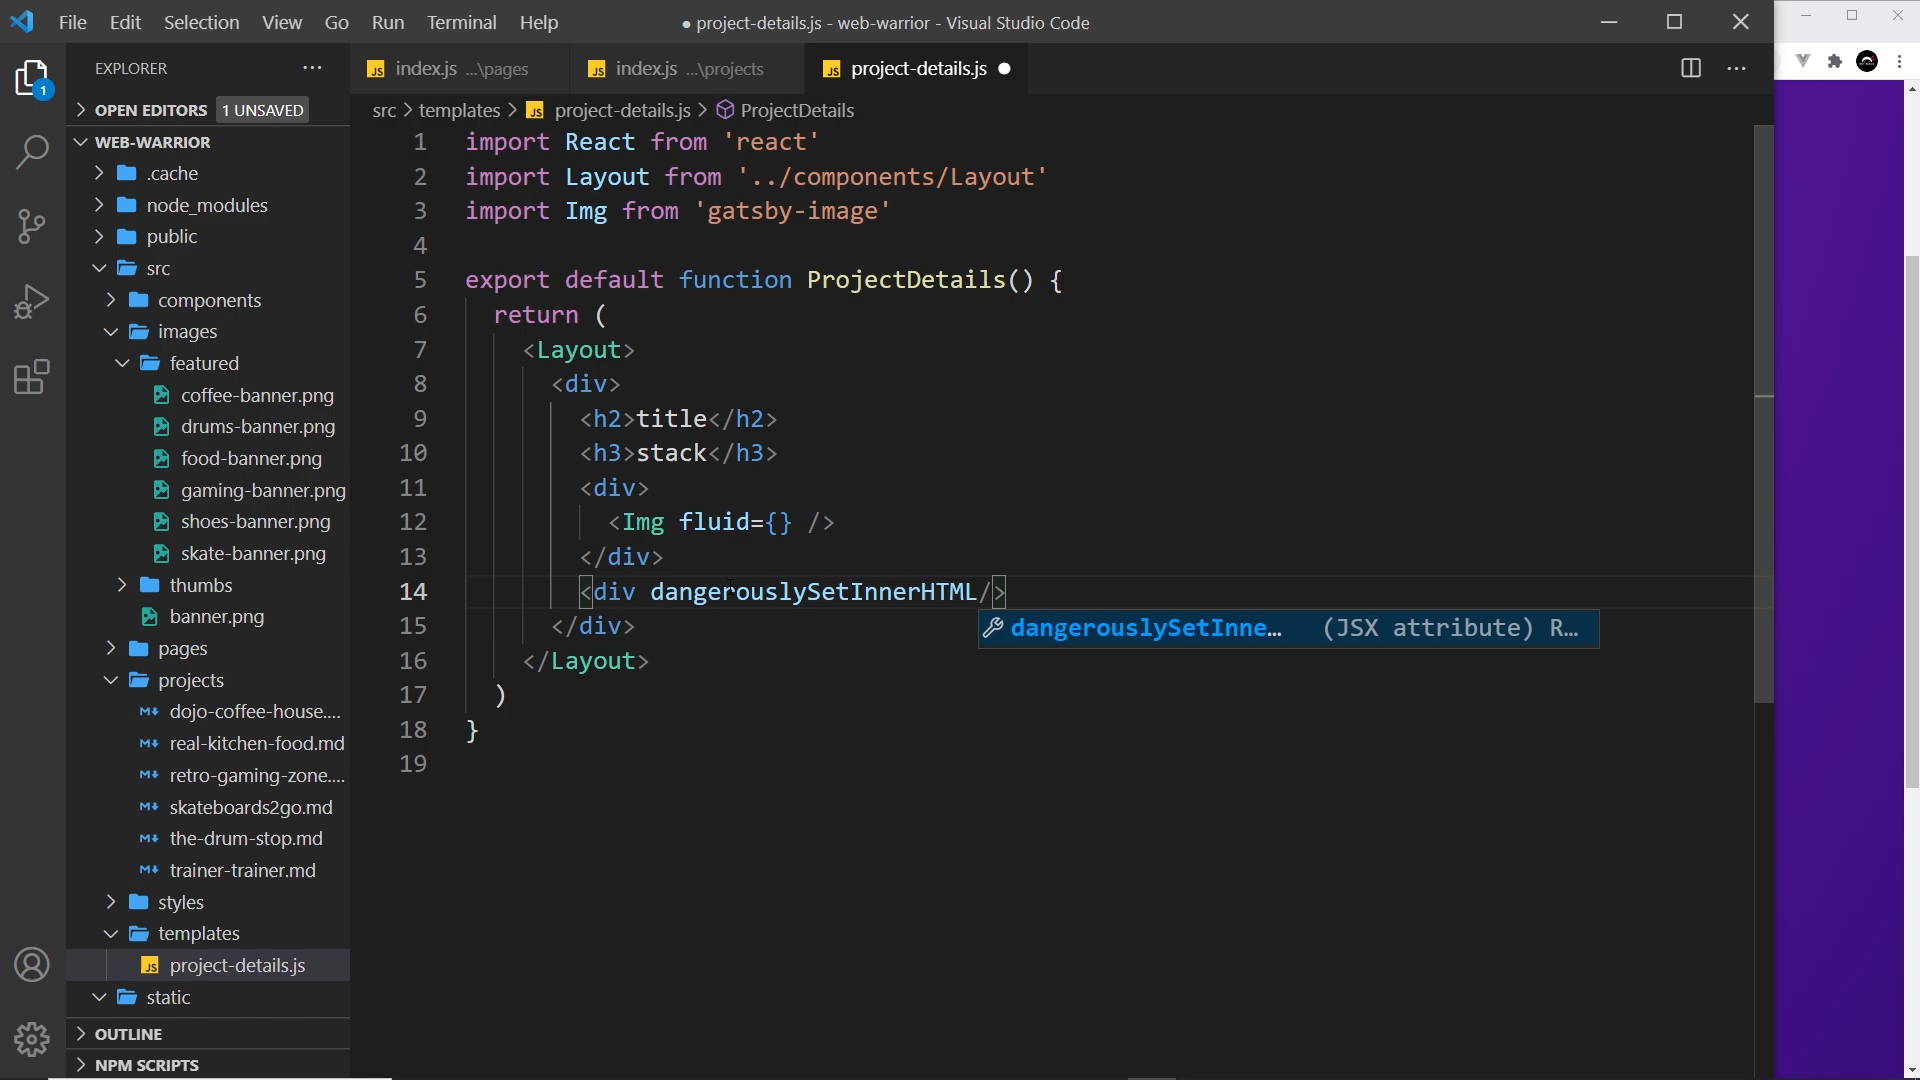 File Edit Selection View Go Run Terminal Help
● project-details.js - web-warrior - Visual Studio Code
EXPLORER
OPEN EDITORS 1 UNSAVED
WEB-WARRIOR
.cache
node_modules
public
src
components
images
featured
coffee-banner.png
drums-banner.png
food-banner.png
gaming-banner.png
shoes-banner.png
skate-banner.png
thumbs
banner.png
pages
projects
dojo-coffee-house....
real-kitchen-food.md
retro-gaming-zone....
skateboards2go.md
the-drum-stop.md
trainer-trainer.md
styles
templates
project-details.js
static
OUTLINE
NPM SCRIPTS
1
JS index.js ...\pages
JS index.js ...\projects
JS project-details.js ●
src > templates > JS project-details.js > ProjectDetails
1 import React from 'react'
2 import Layout from '../components/Layout'
3 import Img from 'gatsby-image'
4
5 export default function ProjectDetails() {
6 return (
7 <Layout>
8 <div>
9 <h2>title</h2>
10 <h3>stack</h3>
11 <div>
12 <Img fluid={} />
13 </div>
14 <div dangerouslySetInnerHTML/>
dangerouslySetInne… (JSX attribute) R…
15 </div>
16 </Layout>
17 )
18 }
19